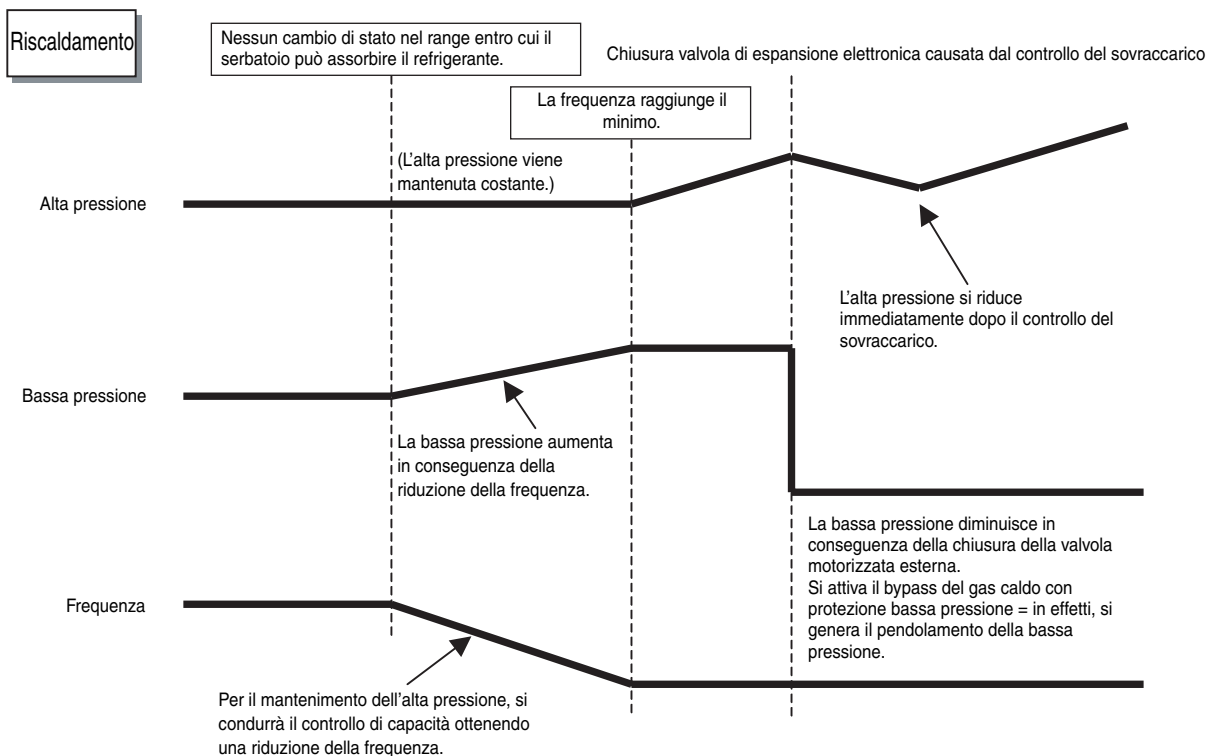 Riscaldamento
Nessun cambio di stato nel range entro cui il
serbatoio può assorbire il refrigerante.
Chiusura valvola di espansione elettronica causata dal controllo del sovraccarico
La frequenza raggiunge il
minimo.
(L'alta pressione viene
mantenuta costante.)
Alta pressione
L'alta pressione si riduce
immediatamente dopo il controllo del
sovraccarico.
Bassa pressione
La bassa pressione aumenta
in conseguenza della
riduzione della frequenza.
La bassa pressione diminuisce in
conseguenza della chiusura della valvola
motorizzata esterna.
Si attiva il bypass del gas caldo con
protezione bassa pressione = in effetti, si
genera il pendolamento della bassa
pressione.
Frequenza
Per il mantenimento dell'alta pressione, si
condurrà il controllo di capacità ottenendo
una riduzione della frequenza.